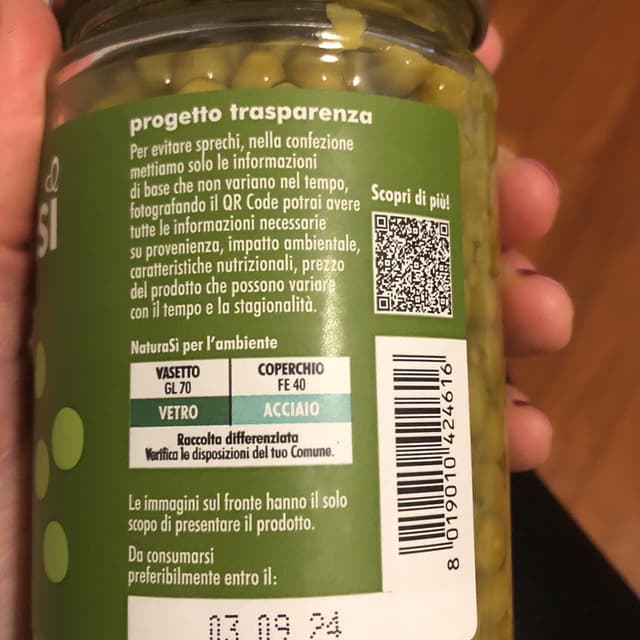 SÌ
progetto trasparenza
Per evitare sprechi, nella confezione
mettiamo solo le informazioni
di base che non variano nel tempo,
fotografando il QR Code potrai avere
tutte le informazioni necessarie
su provenienza, impatto ambientale,
caratteristiche nutrizionali, prezzo
del prodotto che possono variare
con il tempo e la stagionalità.
Scopri di più!
NaturaSì per l'ambiente
VASETTO
GL 70
VETRO
COPERCHIO
FE 40
ACCIAIO
Raccolta differenziata
Verifica le disposizioni del tuo Comune.
Le immagini sul fronte hanno il solo
scopo di presentare il prodotto.
Da consumarsi
preferibilmente entro il:
03 09 24
8 019010 424616